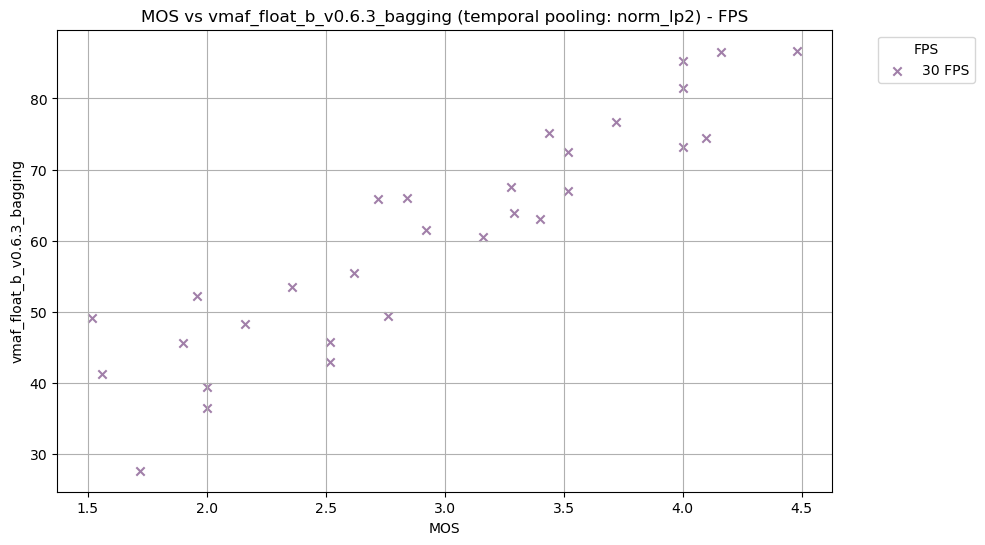 MOS vs vmaf_float_b_v0.6.3_bagging (temporal pooling: norm_lp2) - FPS
FPS
30 FPS
vmaf_float_b_v0.6.3_bagging
80
70
60
50
40
30
1.5 2.0 2.5 3.0 3.5 4.0 4.5
MOS